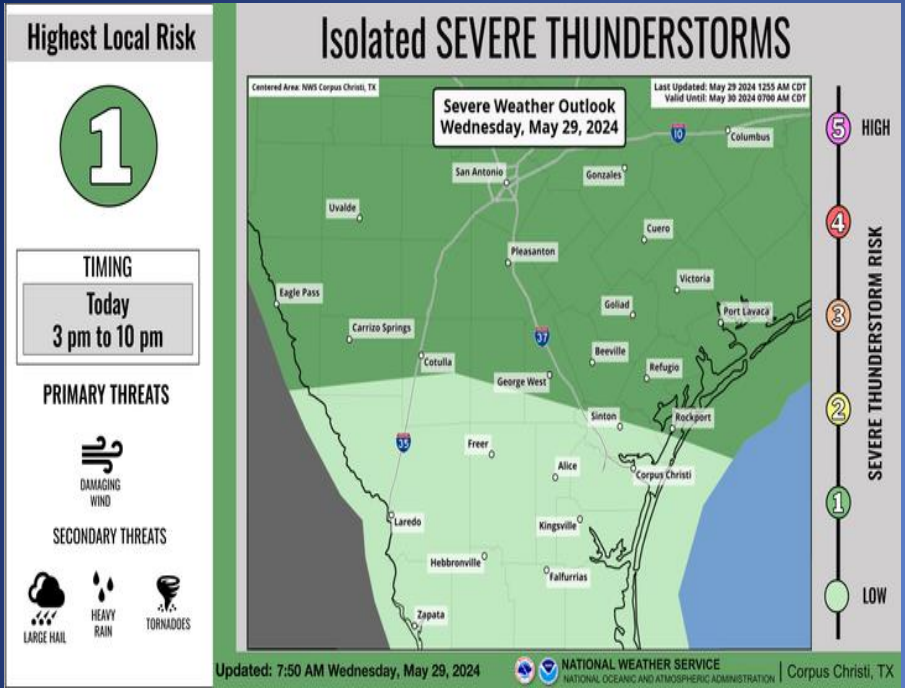 Highest Local Risk
1
TIMING
Today
3 pm to 10 pm
PRIMARY THREATS
DAMAGING
WIND
SECONDARY THREATS
LARGE HAIL
HEAVY
RAIN
TORNADOES
Isolated SEVERE THUNDERSTORMS
Centered Area: NWS Corpus Christi, TX
Last Updated: May 29 2024 1255 AM CDT
Valid Until: May 30 2024 0700 AM CDT
Severe Weather Outlook
Wednesday, May 29, 2024
10
Columbus
San Antonio
Gonzales
Uvalde
Cuero
Pleasanton
Victoria
Eagle Pass
Goliad
Port Lavaca
Carrizo Springs
37
Cotulla
Beeville
Refugio
George West
Sinton
Rockport
35
Freer
Alice
Corpus Christi
Laredo
Kingsville
Hebbronville
Falfurrias
Zapata
5 HIGH
4
3
2
1
LOW
SEVERE THUNDERSTORM RISK
Updated: 7:50 AM Wednesday, May 29, 2024
NATIONAL WEATHER SERVICE
NATIONAL OCEANIC AND ATMOSPHERIC ADMINISTRATION
Corpus Christi, TX